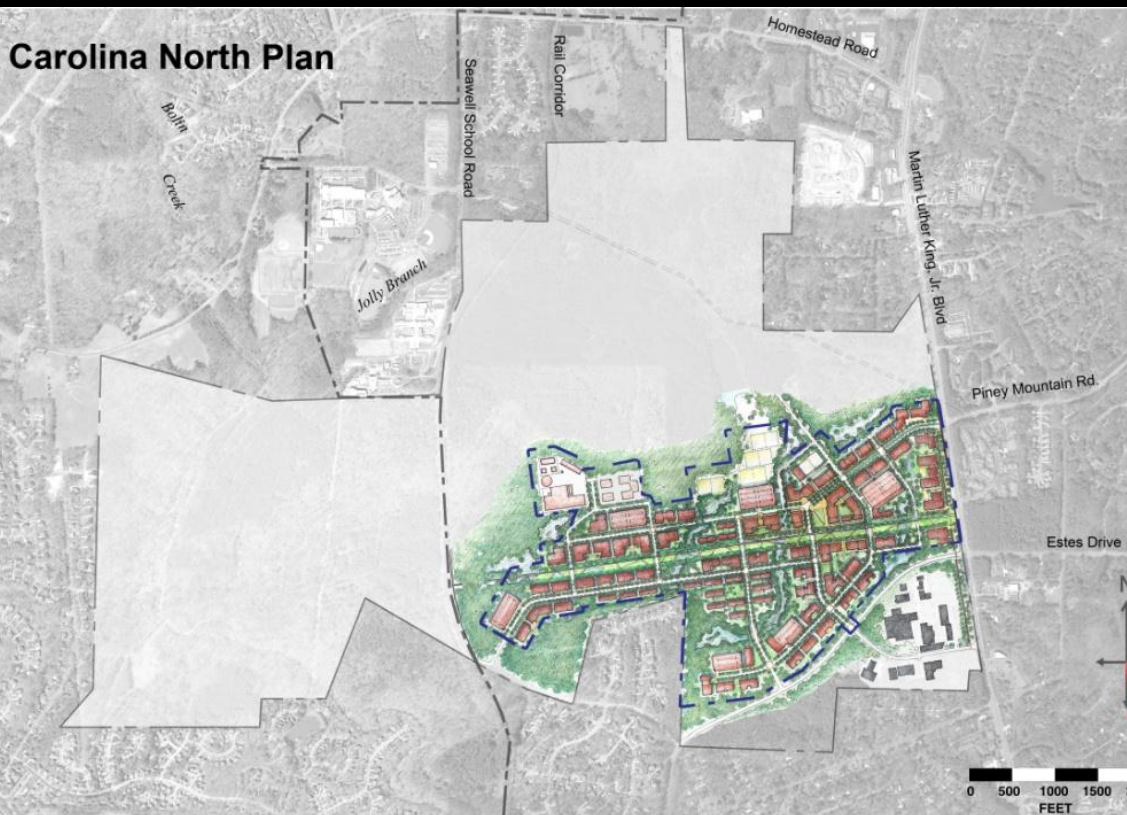 Carolina North Plan
Homestead Road
Rail Corridor
Seawell School Road
Bolin
Creek
Jolly Branch
Martin Luther King, Jr. Blvd
Piney Mountain Rd.
Estes Drive
N
0 500 1000 1500
FEET